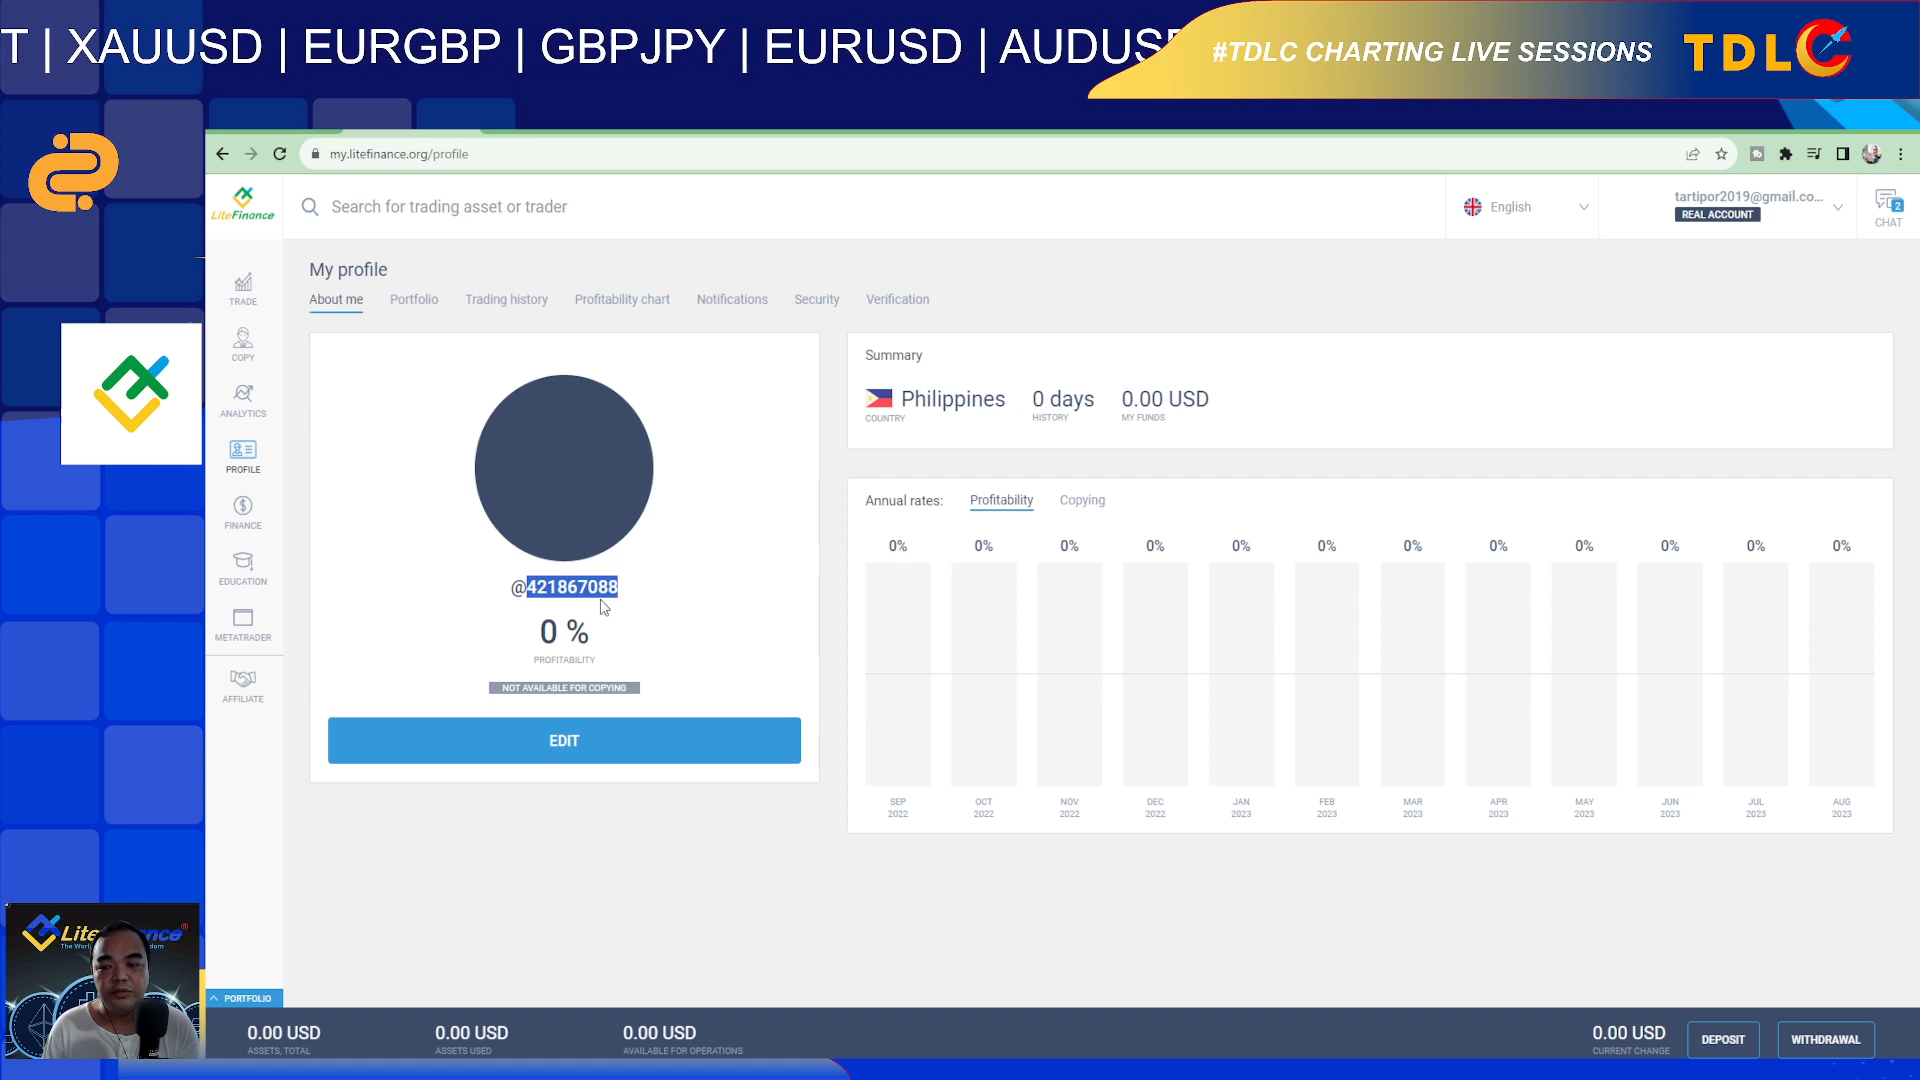 T | XAUUSD | EURGBP | GBPJPY | EURUSD | AUDUS
#TDLC CHARTING LIVE SESSIONS
TDLC
my.litefinance.org/profile
LiteFinance
Search for trading asset or trader
English
tartipor2019@gmail.co...
REAL ACCOUNT
2
CHAT
TRADE
COPY
ANALYTICS
PROFILE
FINANCE
EDUCATION
METATRADER
AFFILIATE
My profile
About me Portfolio Trading history Profitability chart Notifications Security Verification
@421867088
0 %
PROFITABILITY
NOT AVAILABLE FOR COPYING
EDIT
Summary
Philippines 0 days 0.00 USD
COUNTRY HISTORY MY FUNDS
Annual rates: Profitability Copying
0% 0% 0% 0% 0% 0% 0% 0% 0% 0% 0% 0%
SEP OCT NOV DEC JAN FEB MAR APR MAY JUN JUL AUG
2022 2022 2022 2022 2023 2023 2023 2023 2023 2023 2023 2023
PORTFOLIO
0.00 USD 0.00 USD 0.00 USD 0.00 USD
ASSETS, TOTAL ASSETS USED AVAILABLE FOR OPERATIONS CURRENT CHANGE
DEPOSIT WITHDRAWAL